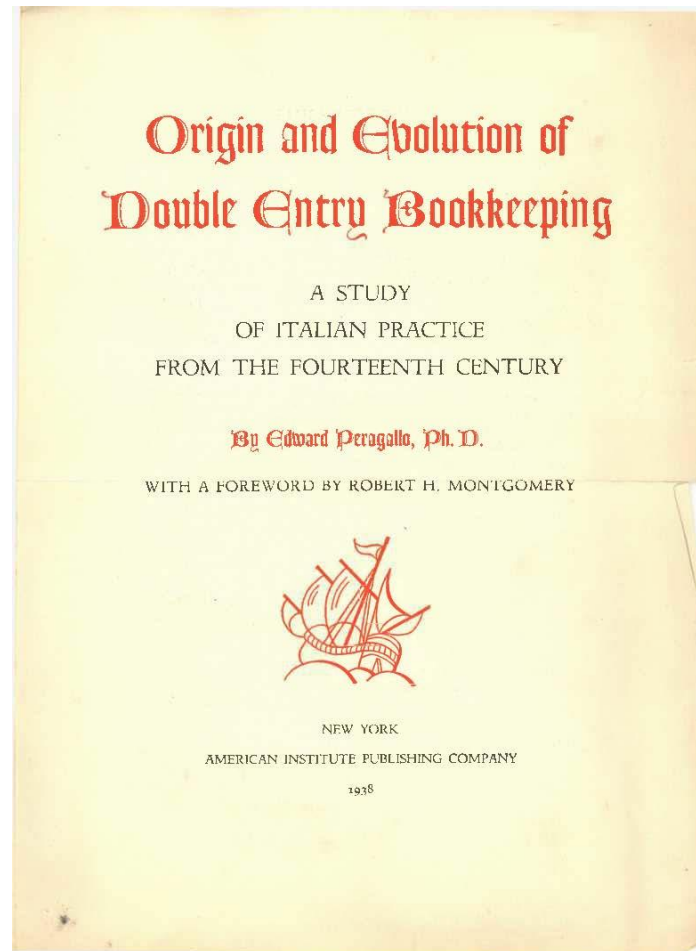 Origin and Evolution of
Double Entry Bookkeeping
A STUDY
OF ITALIAN PRACTICE
FROM THE FOURTEENTH CENTURY
By Edward Peragallo, Ph. D.
WITH A FOREWORD BY ROBERT H. MONTGOMERY
NEW YORK
AMERICAN INSTITUTE PUBLISHING COMPANY
1938